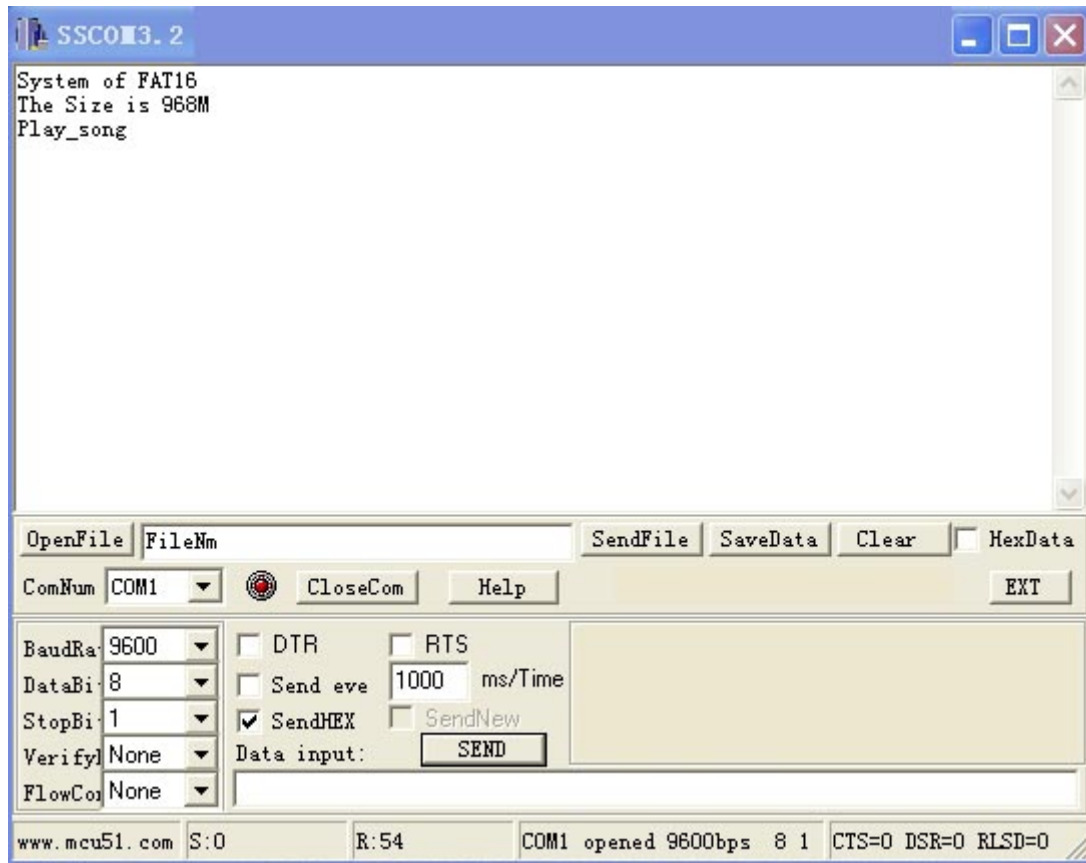 SSCOM3.2
System of FAT16
The Size is 968M
Play_song
OpenFile FileNm SendFile SaveData Clear HexData
ComNum COM1 CloseCom Help EXT
BaudRa 9600 DTR RTS
DataBi 8 Send eve 1000 ms/Time
StopBi 1 SendHEX SendNew
Verify None Data input: SEND
FlowCo None
www.mcu51.com S:0 R:54 COM1 opened 9600bps 8 1 CTS=0 DSR=0 RLSD=0